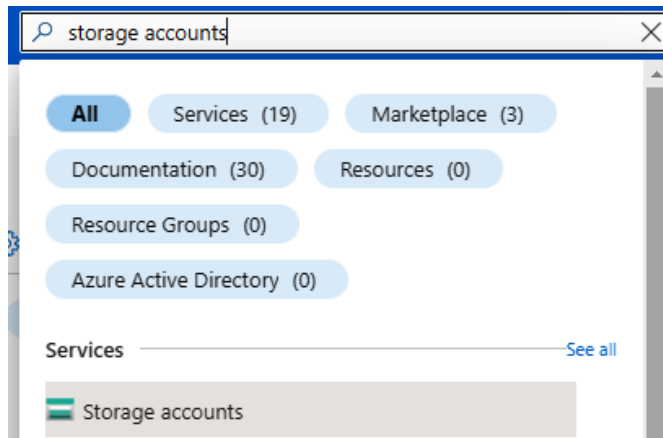 storage accounts
All Services (19) Marketplace (3)
Documentation (30) Resources (0)
Resource Groups (0)
Azure Active Directory (0)
Services See all
Storage accounts